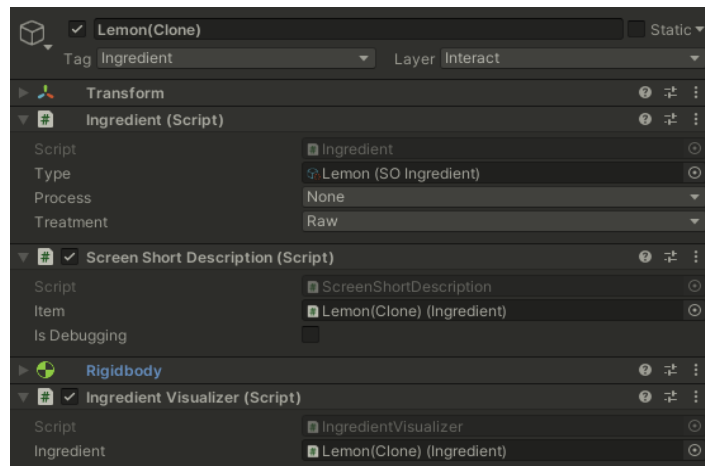 Lemon(Clone) Static
Tag Ingredient Layer Interact
Transform
# Ingredient (Script)
Script # Ingredient
Type Lemon (SO Ingredient)
Process None
Treatment Raw
# Screen Short Description (Script)
Script # ScreenShortDescription
Item # Lemon(Clone) (Ingredient)
Is Debugging
Rigidbody
# Ingredient Visualizer (Script)
Script # IngredientVisualizer
Ingredient # Lemon(Clone) (Ingredient)